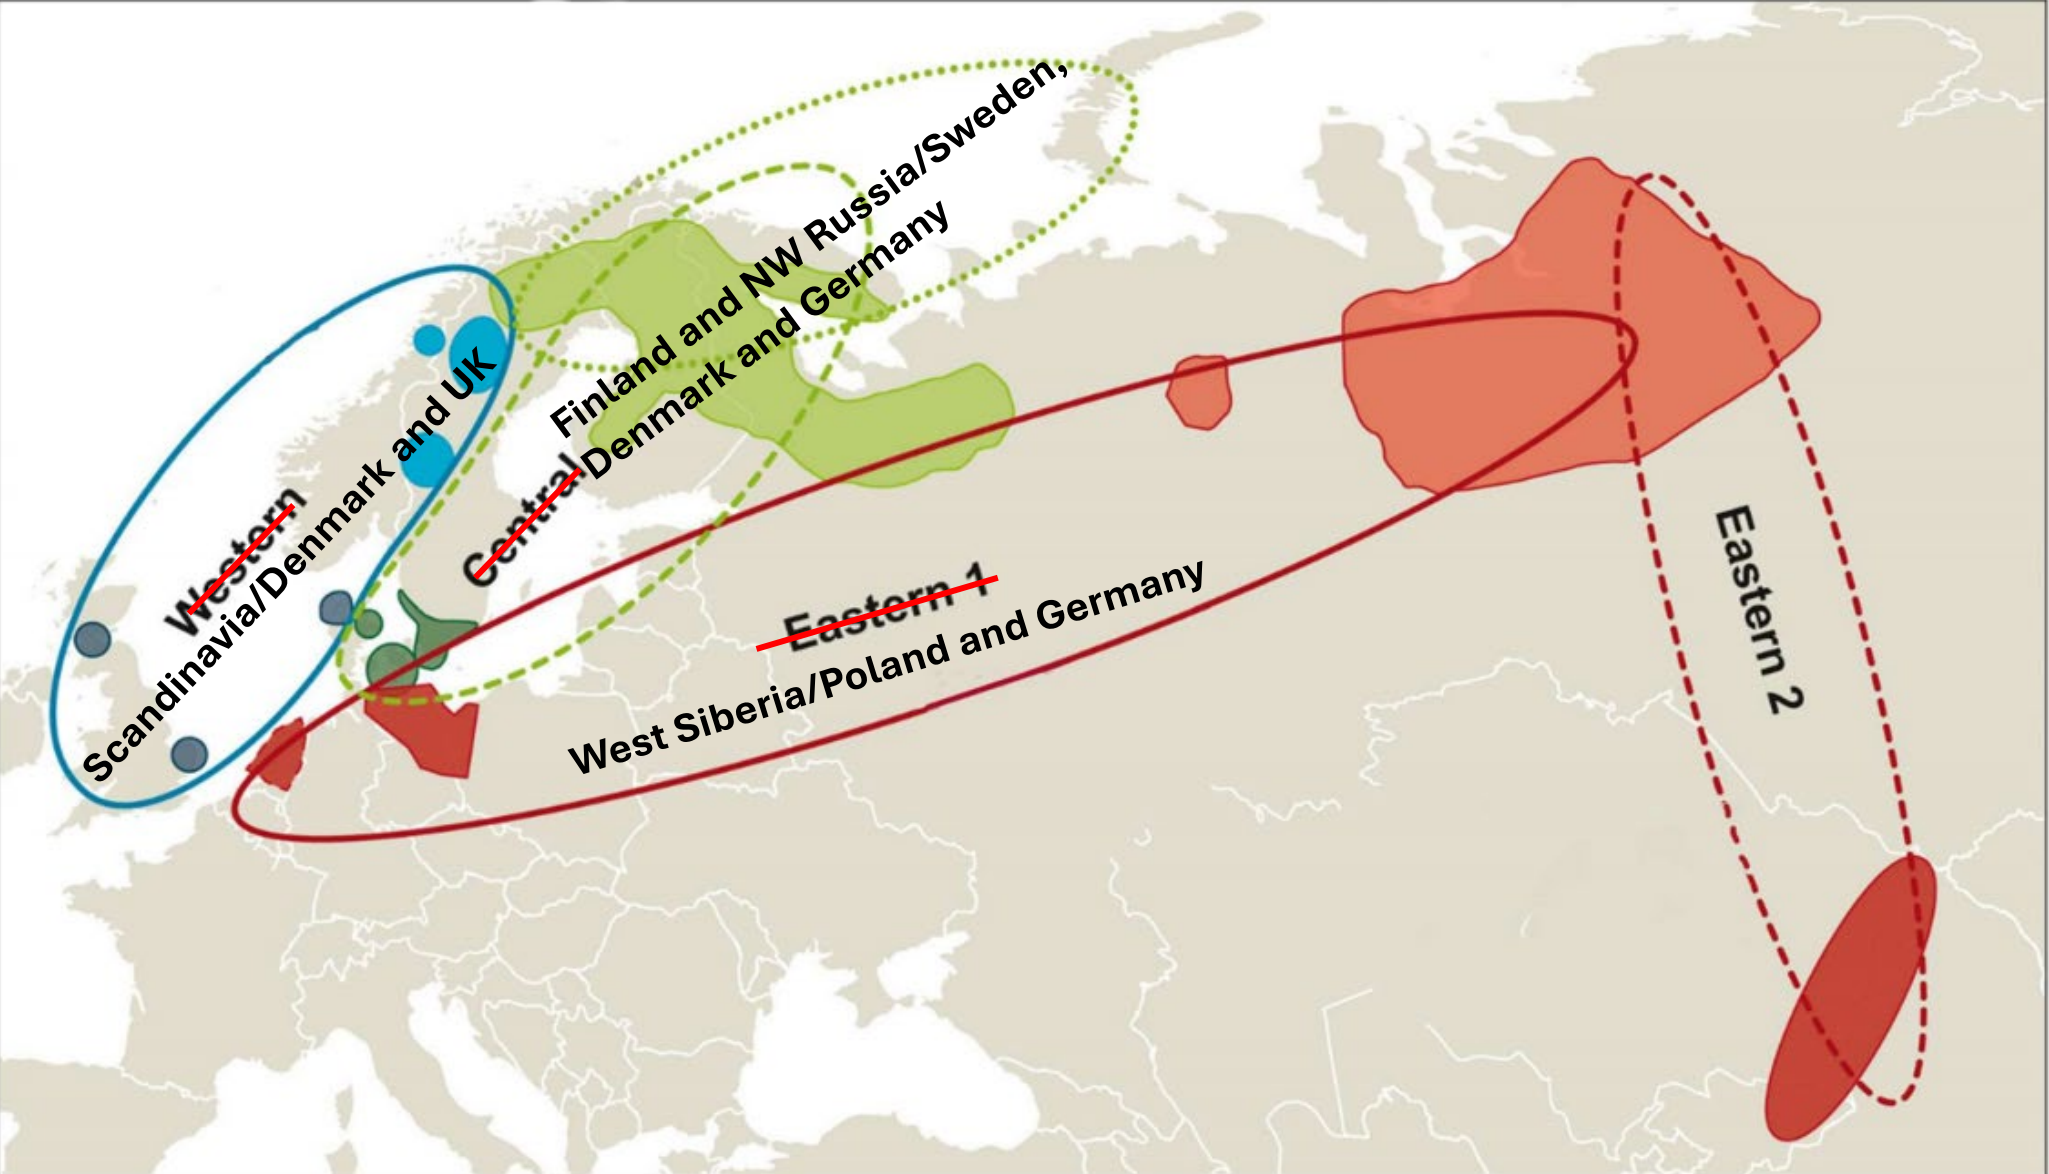 Western
Scandinavia/Denmark and UK
Central
Finland and NW Russia/Sweden,
Denmark and Germany
Eastern 1
West Siberia/Poland and Germany
Eastern 2